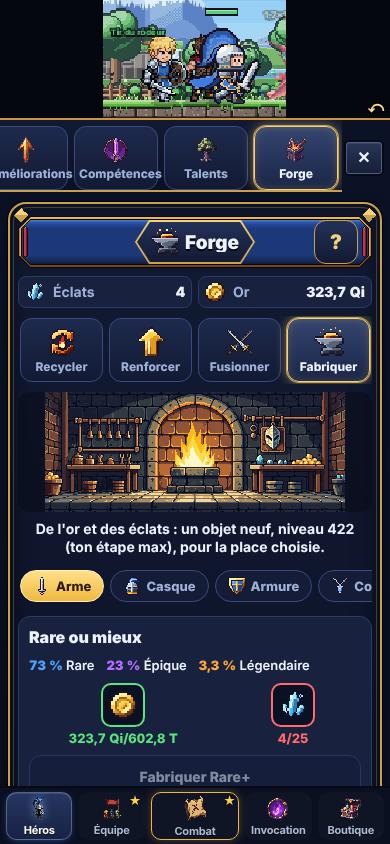 Tir du rôdeur
méliorations
Compétences
Talents
Forge
Forge
?
Éclats 4
Or 323,7 Qi
Recycler
Renforcer
Fusionner
Fabriquer
De l'or et des éclats : un objet neuf, niveau 422
(ton étape max), pour la place choisie.
Arme
Casque
Armure
Co
Rare ou mieux
73 % Rare 23 % Épique 3,3 % Légendaire
323,7 Qi/602,8 T
4/25
Fabriquer Rare+
Héros
Équipe
Combat
Invocation
Boutique